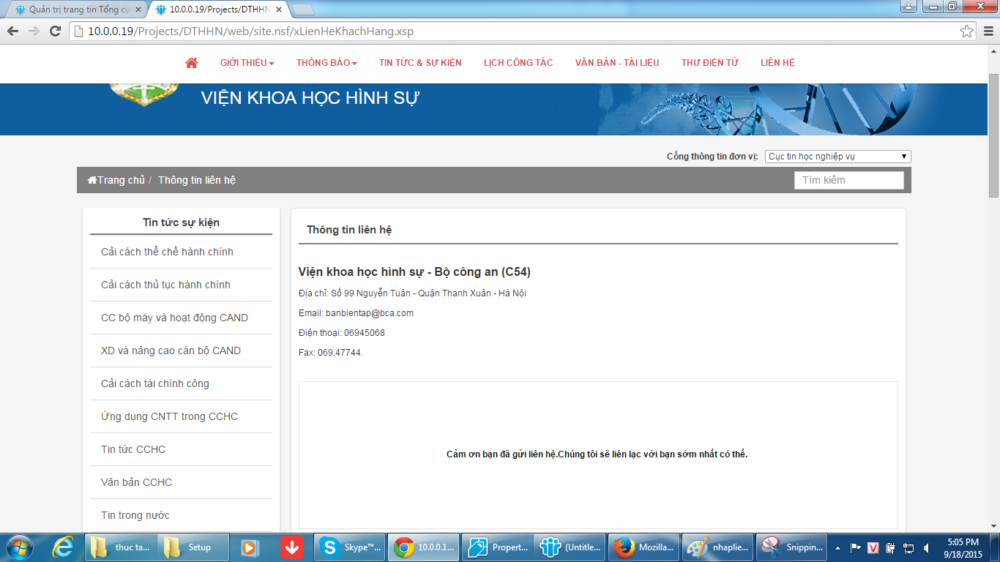 Quản trị trang tin Tổng cụ
10.0.0.19/Projects/DTHHN
10.0.0.19/Projects/DTHHN/web/site.nsf/xLienHeKhachHang.xsp
GIỚI THIỆU
THÔNG BÁO
TIN TỨC & SỰ KIỆN
LỊCH CÔNG TÁC
VĂN BẢN - TÀI LIỆU
THƯ ĐIỆN TỬ
LIÊN HỆ
VIỆN KHOA HỌC HÌNH SỰ
Cổng thông tin đơn vị: Cục tin học nghiệp vụ
Trang chủ / Thông tin liên hệ
Tìm kiếm
Tin tức sự kiện
Cải cách thể chế hành chính
Cải cách thủ tục hành chính
CC bộ máy và hoạt động CAND
XD và nâng cao cán bộ CAND
Cải cách tài chính công
Ứng dụng CNTT trong CCHC
Tin tức CCHC
Văn bản CCHC
Tin trong nước
Thông tin liên hệ
Viện khoa học hình sự - Bộ công an (C54)
Địa chỉ: Số 99 Nguyễn Tuân - Quận Thanh Xuân - Hà Nội
Email: banbientap@bca.com
Điện thoại: 06945068
Fax: 069.47744.
Cảm ơn bạn đã gửi liên hệ.Chúng tôi sẽ liên lạc với bạn sớm nhất có thể.
thuc ta...
Setup
Skype™...
10.0.0.1...
Propert...
(Untitle...
Mozilla...
nhaplie...
Snippin...
5:05 PM
9/18/2015